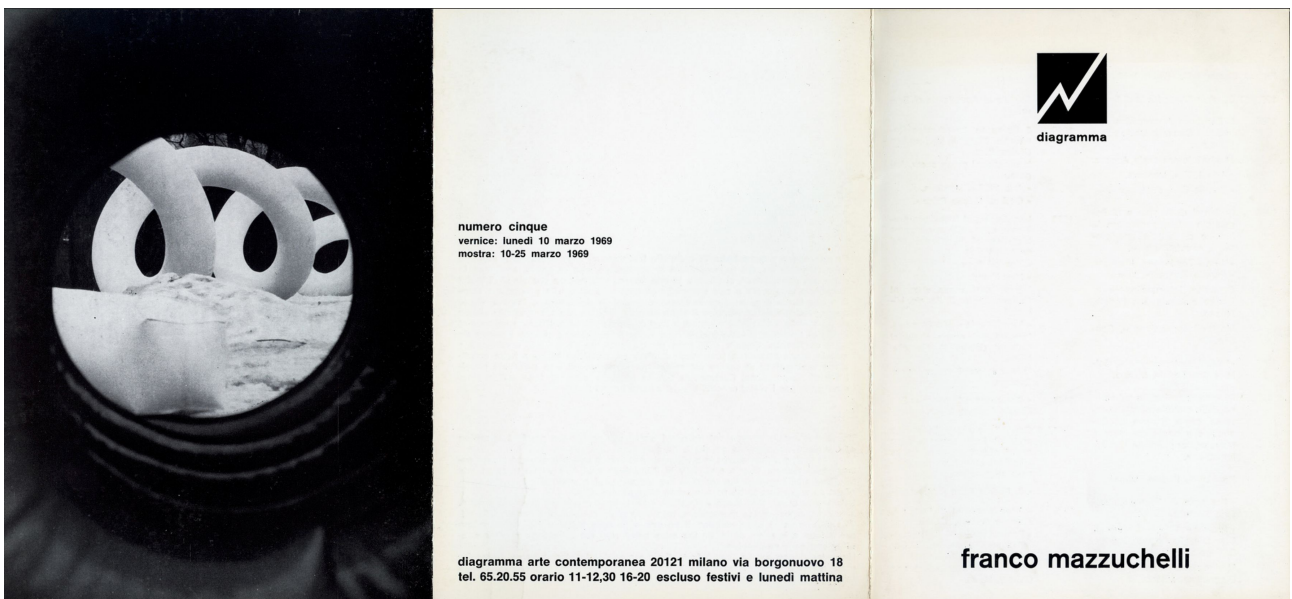 numero cinque
vernice: lunedì 10 marzo 1969
mostra: 10-25 marzo 1969
diagramma arte contemporanea 20121 milano via borgonuovo 18
tel. 65.20.55 orario 11-12,30 16-20 escluso festivi e lunedì mattina
diagramma
franco mazzuchelli